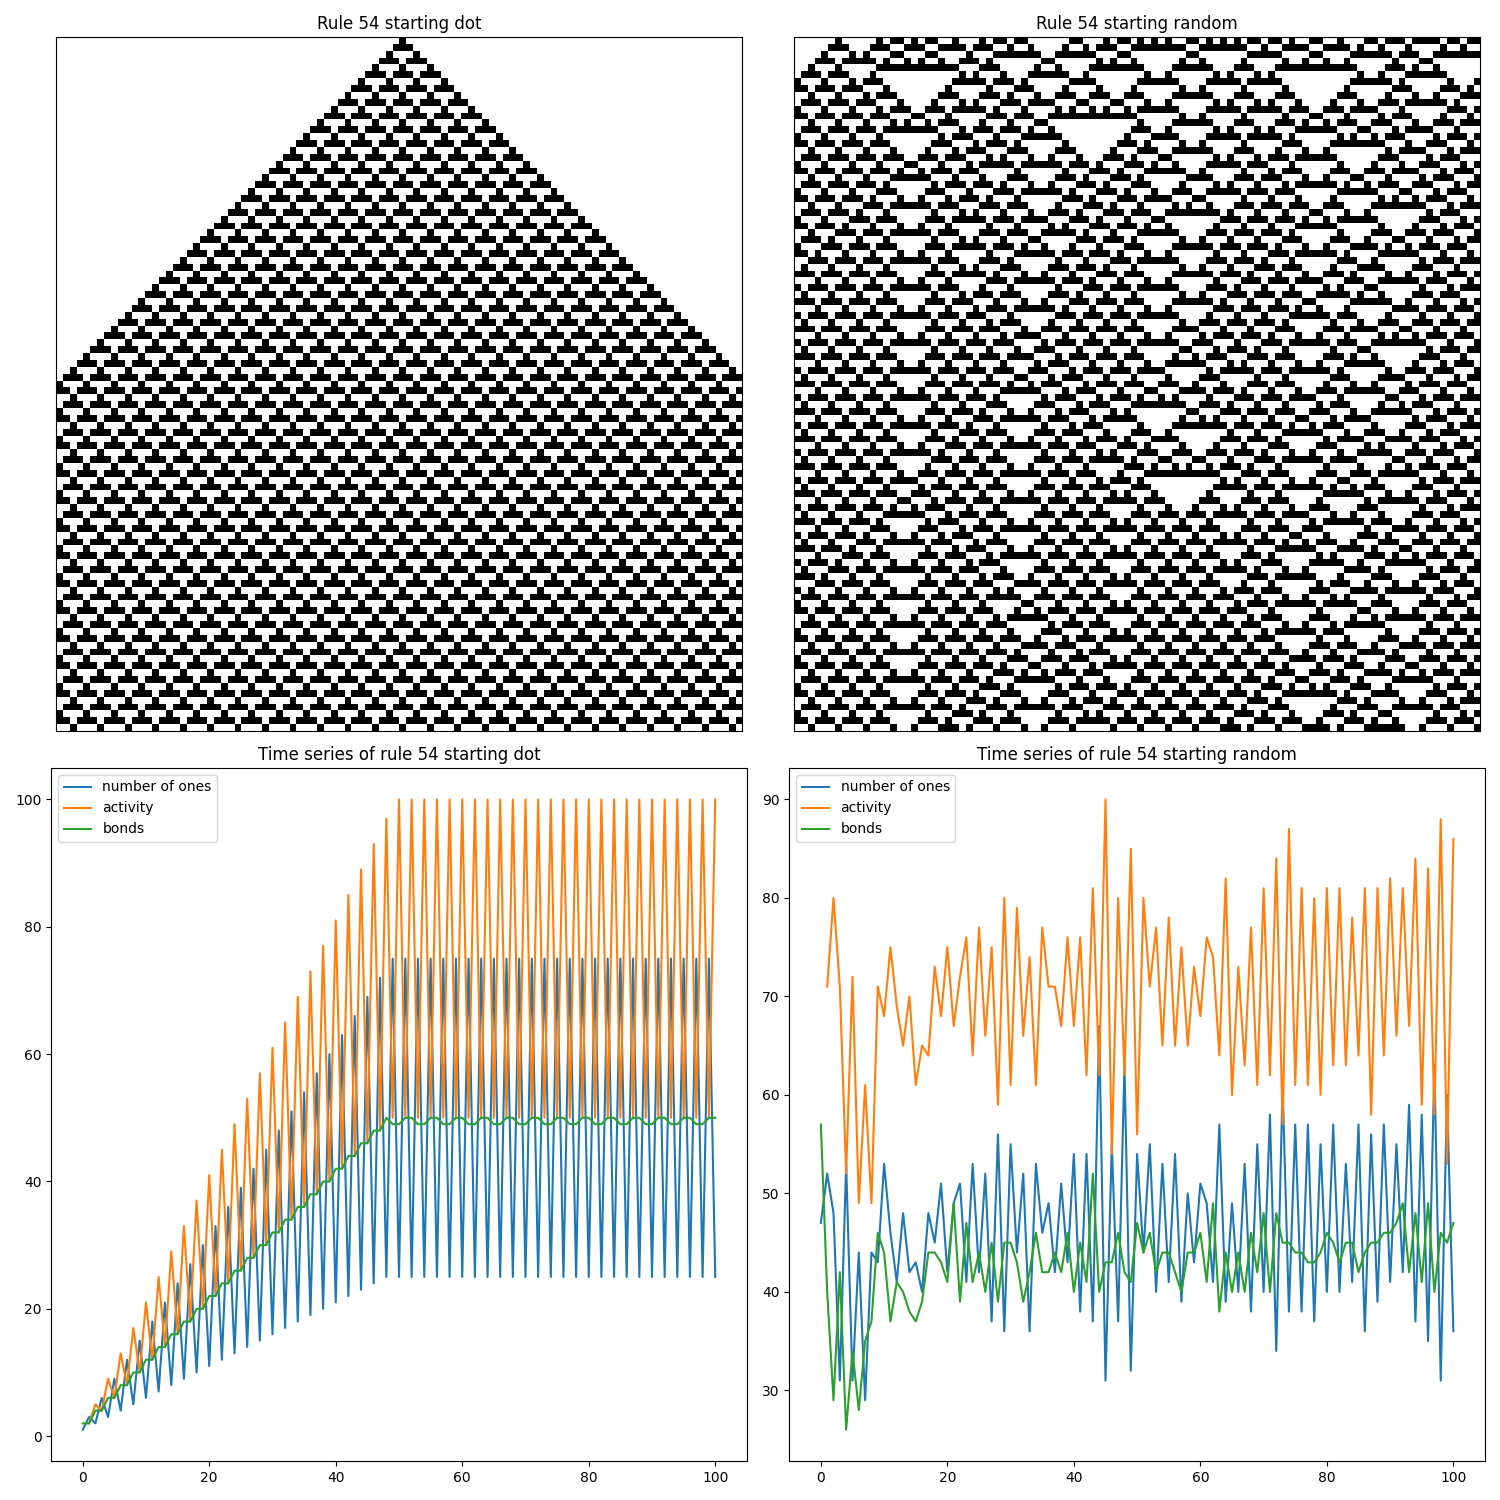 Rule 54 starting dot
Rule 54 starting random
Time series of rule 54 starting dot
number of ones
activity
bonds
100
80
60
40
20
0
0
20
40
60
80
100
Time series of rule 54 starting random
number of ones
activity
bonds
90
80
70
60
50
40
30
0
20
40
60
80
100